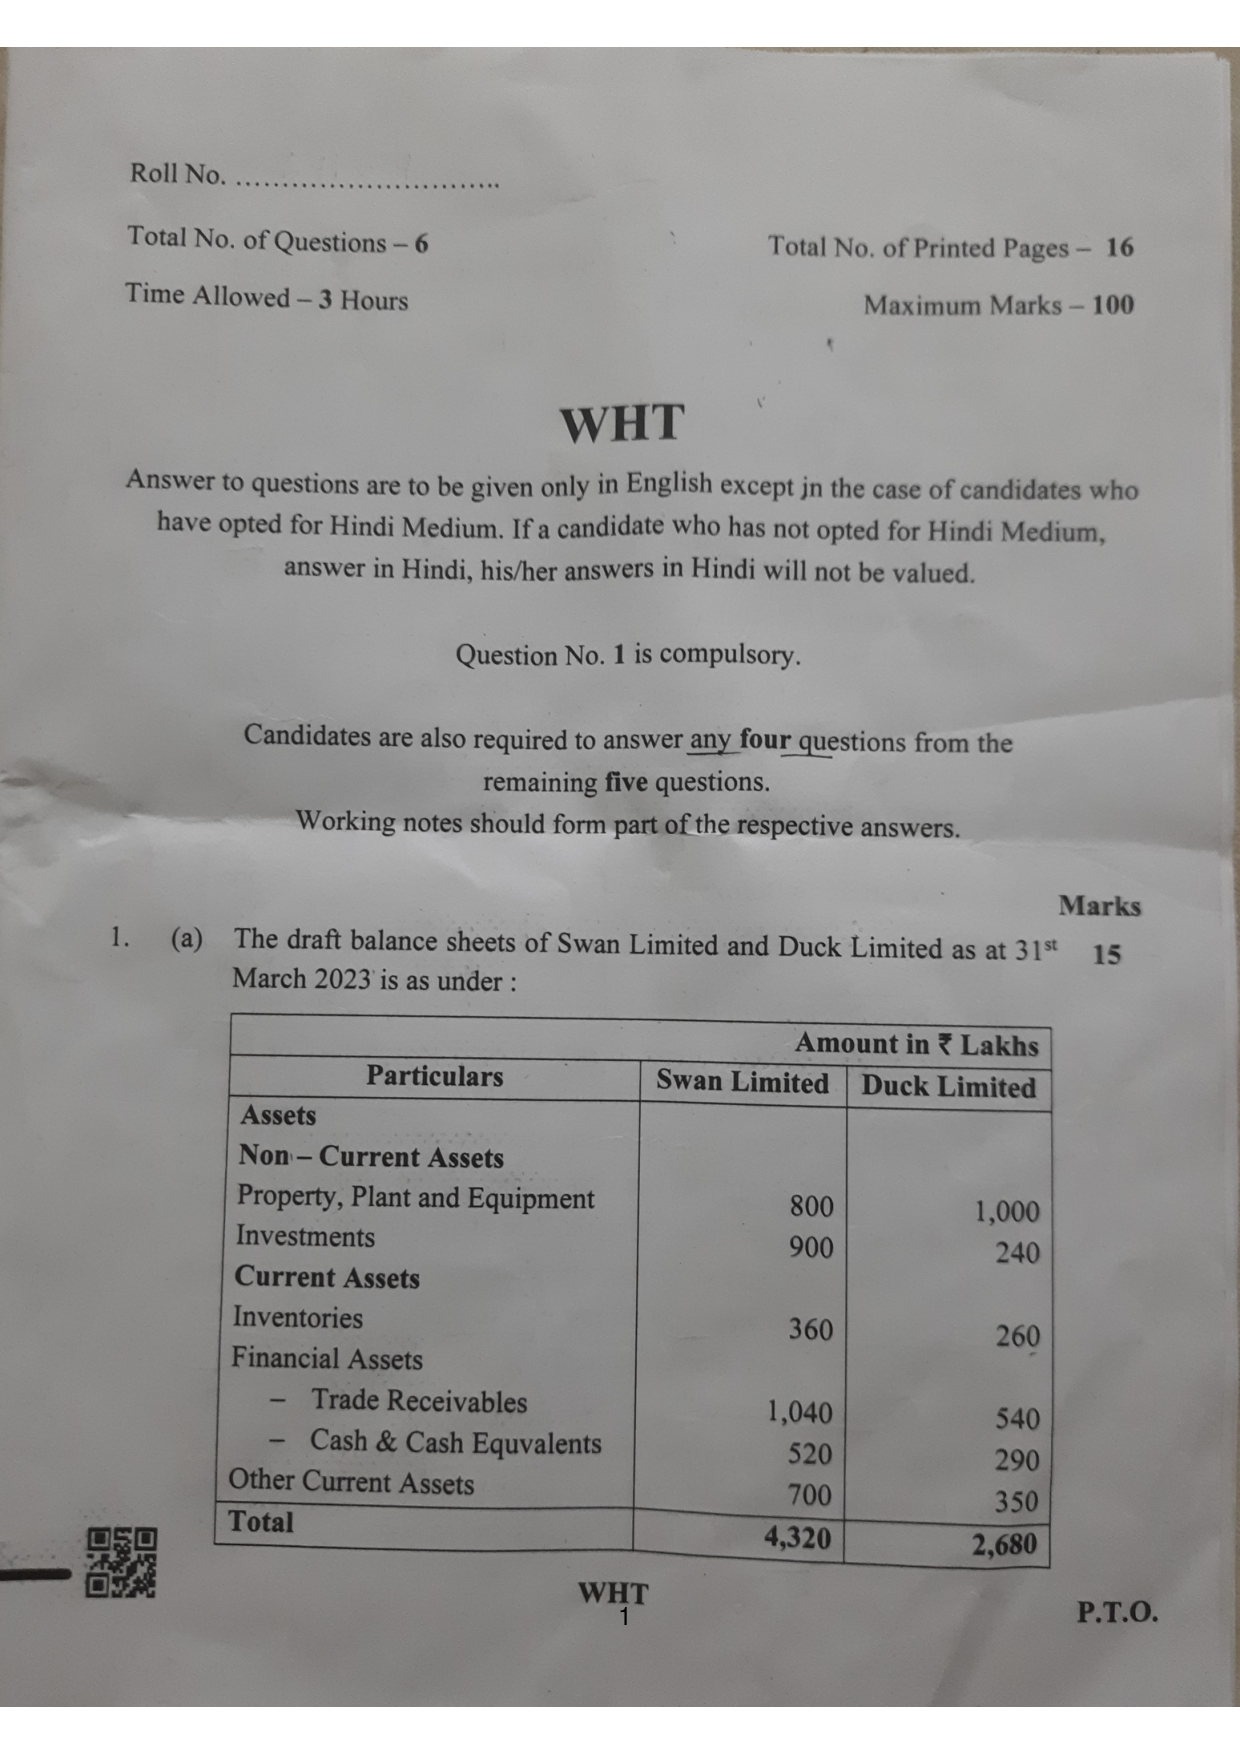 Roll No. .............................
Total No. of Questions – 6
Total No. of Printed Pages – 16
Time Allowed – 3 Hours
Maximum Marks – 100
WHT
Answer to questions are to be given only in English except jn the case of candidates who
have opted for Hindi Medium. If a candidate who has not opted for Hindi Medium,
answer in Hindi, his/her answers in Hindi will not be valued.
Question No. 1 is compulsory.
Candidates are also required to answer any four questions from the
remaining five questions.
Working notes should form part of the respective answers.
Marks
1. (a) The draft balance sheets of Swan Limited and Duck Limited as at 31st 15
March 2023 is as under :
Amount in ₹ Lakhs
Particulars Swan Limited Duck Limited
Assets
Non – Current Assets
Property, Plant and Equipment 800 1,000
Investments 900 240
Current Assets
Inventories 360 260
Financial Assets
– Trade Receivables 1,040 540
– Cash & Cash Equvalents 520 290
Other Current Assets 700 350
Total 4,320 2,680
WHT
1
P.T.O.